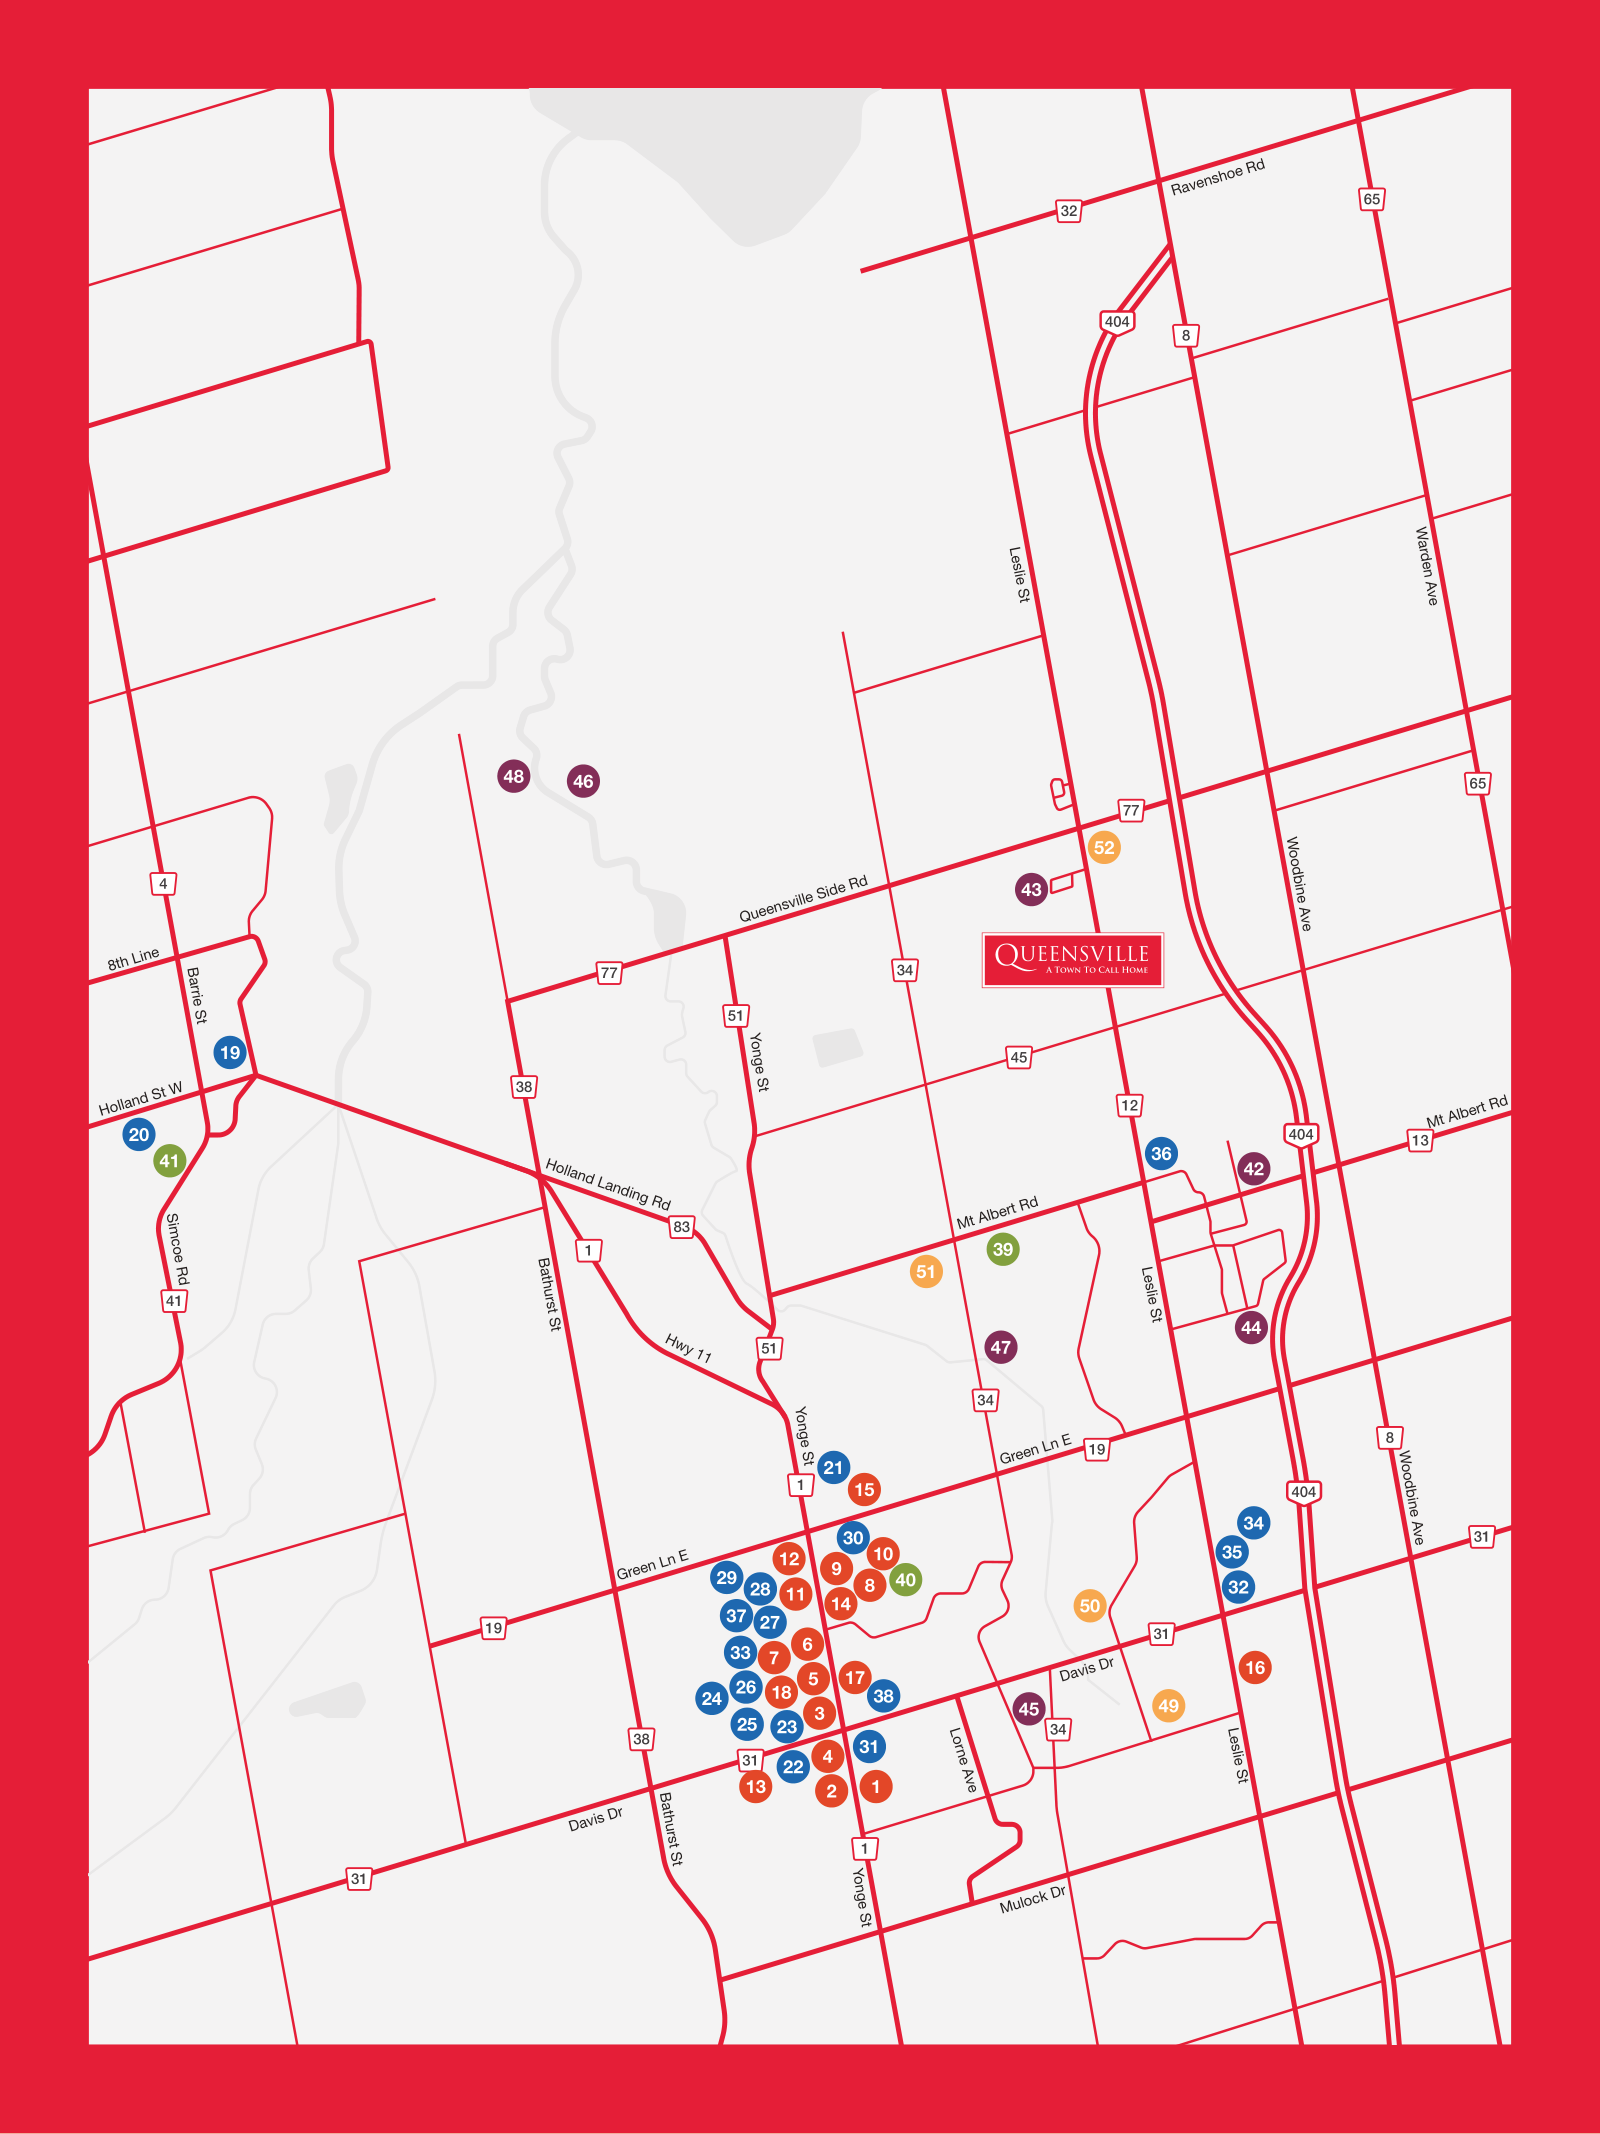 Ravenshoe Rd
65
32
404
8
Leslie St
Warden Ave
48
46
65
77
52
Woodbine Ave
4
43
Queensville Side Rd
QUEENSVILLE
A TOWN TO CALL HOME
8th Line
77
34
Barrie St
51
19
Yonge St
45
38
Holland St W
12
Mt Albert Rd
20
404
13
41
36
42
Holland Landing Rd
Mt Albert Rd
83
Simcoe Rd
1
39
51
Bathurst St
Leslie St
41
44
Hwy 11
51
47
34
Yonge St
8
Green Ln E
19
21
1
15
404
Woodbine Ave
34
30
31
Green Ln E
12
10
35
9
29
28
11
8
40
32
14
50
37
27
19
31
6
33
7
Davis Dr
16
5
17
26
18
38
24
49
3
45
25
23
34
38
31
Lorne Ave
Leslie St
31
4
22
13
2
1
Davis Dr
Bathurst St
1
31
Yonge St
Mulock Dr